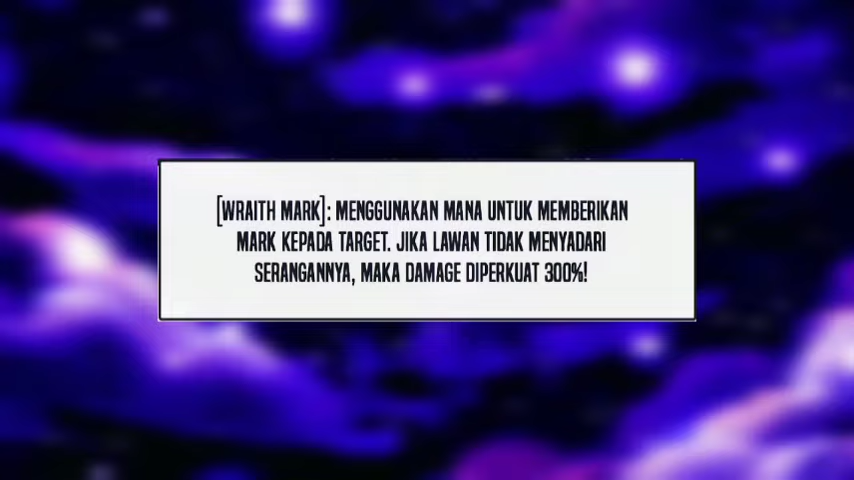 [WRAITH MARK]: MENGGUNAKAN MANA UNTUK MEMBERIKAN
MARK KEPADA TARGET. JIKA LAWAN TIDAK MENYADARI
SERANGANNYA, MAKA DAMAGE DIPERKUAT 300%!